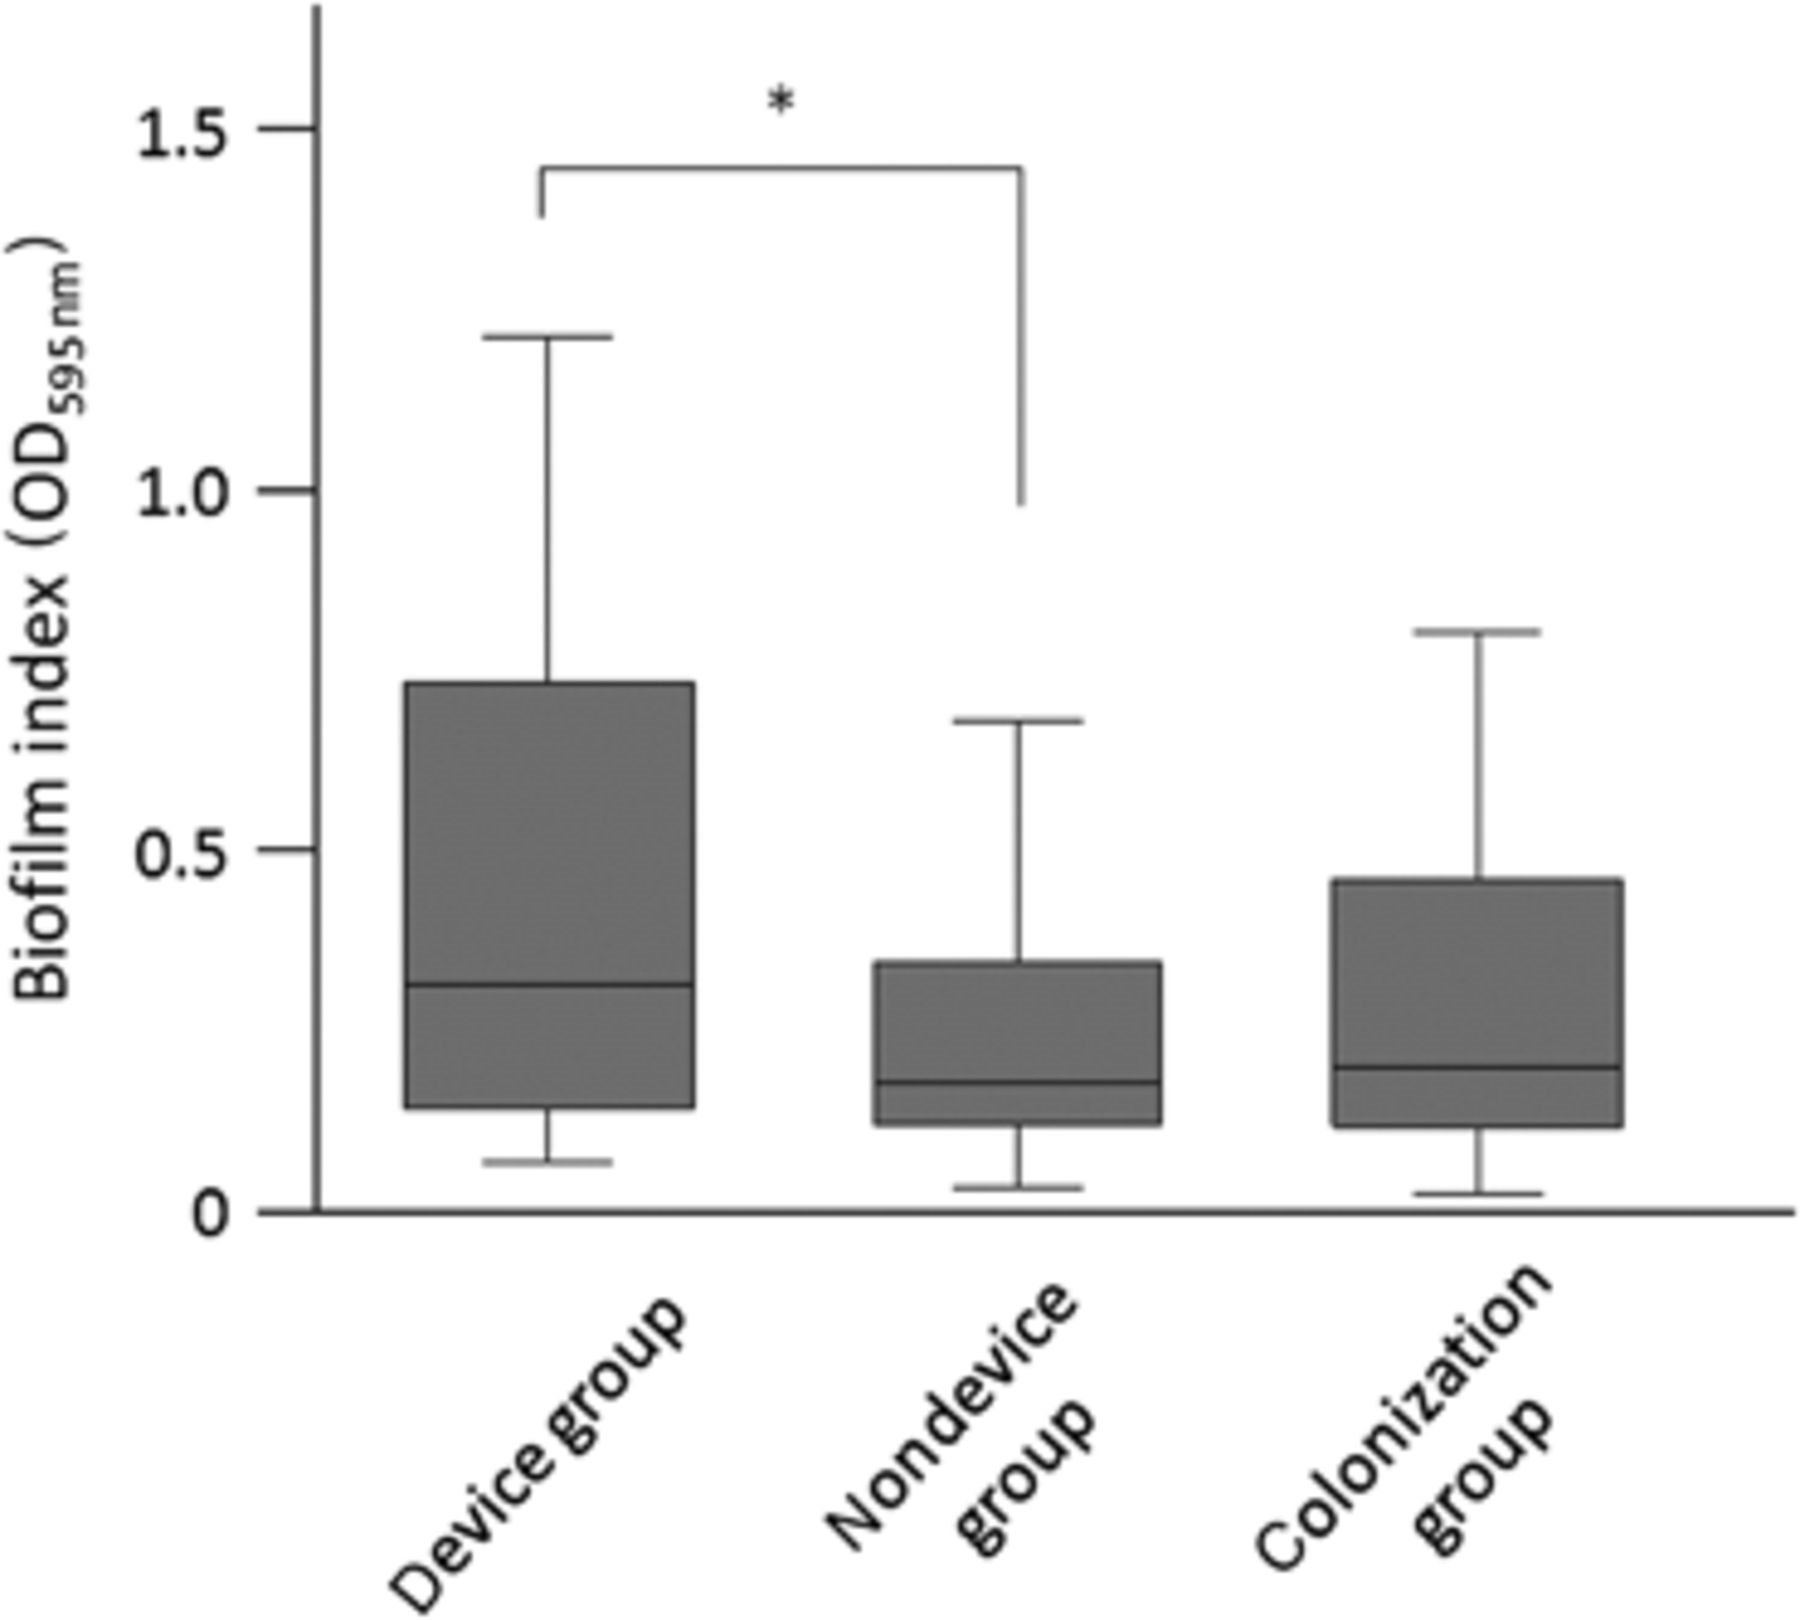 *
1.5
1.0
0.5
0
Biofilm index (OD595 nm)
Device group
Nondevice
group
Colonization
group